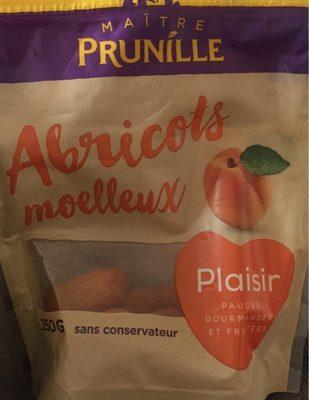 MAÎTRE
PRUNILLE
Abricots
moelleux
Plaisir
PAUSES
GOURMANDES
ET FRUITÉES
250G sans conservateur